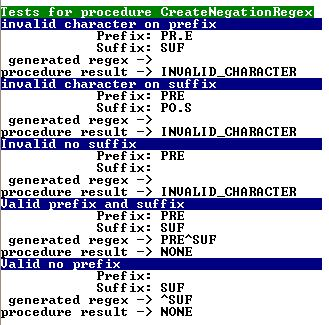 Tests for procedure CreateNegationRegex
invalid character on prefix
Prefix: PR.E
Suffix: SUF
generated regex ->
procedure result -> INVALID_CHARACTER
invalid character on suffix
Prefix: PRE
Suffix: PO.S
generated regex ->
procedure result -> INVALID_CHARACTER
Invalid no suffix
Prefix: PRE
Suffix:
generated regex ->
procedure result -> INVALID_CHARACTER
Valid prefix and suffix
Prefix: PRE
Suffix: SUF
generated regex -> PRE^SUF
procedure result -> NONE
Valid no prefix
Prefix:
Suffix: SUF
generated regex -> ^SUF
procedure result -> NONE